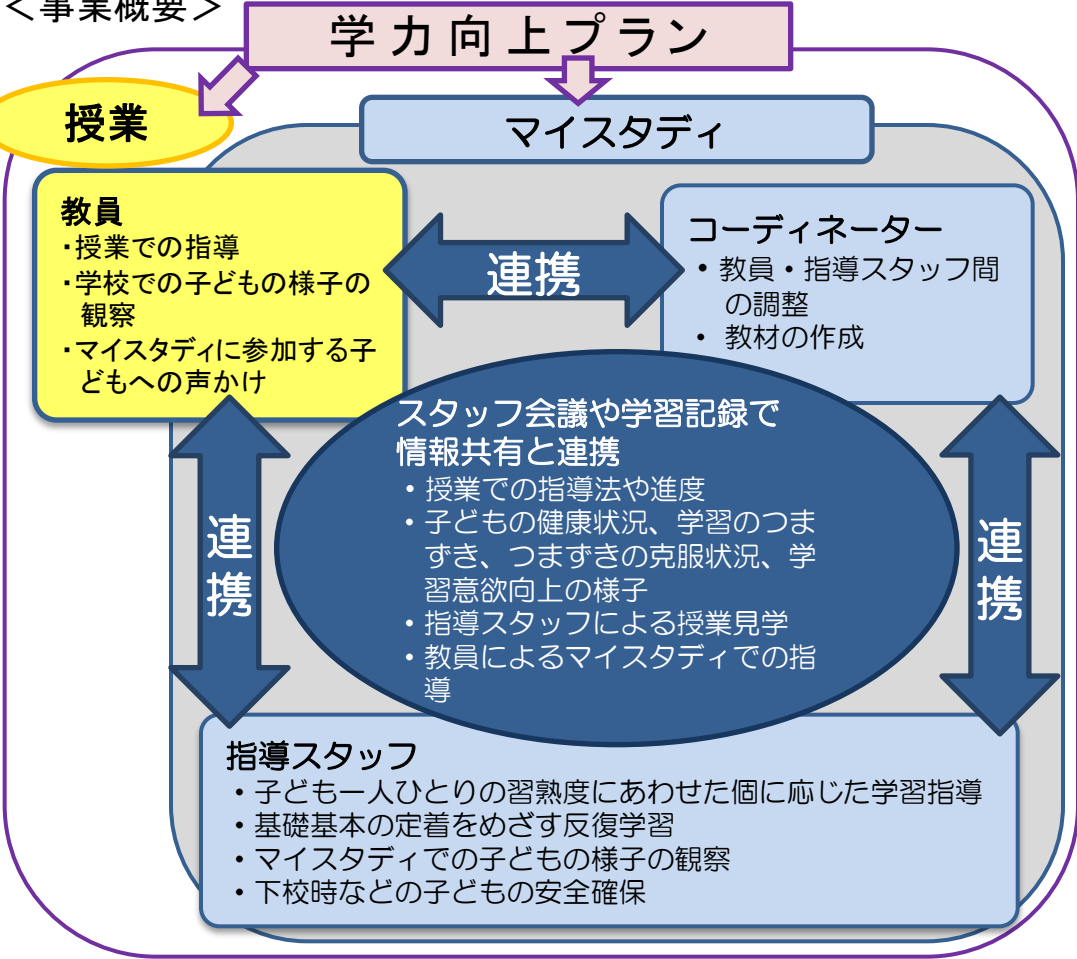 ＜事業概要＞
学力向上プラン
授業
マイスタディ
教員
・授業での指導
・学校での子どもの様子の
観察
・マイスタディに参加する子
どもへの声かけ
連携
コーディネーター
・教員・指導スタッフ間
の調整
・教材の作成
スタッフ会議や学習記録で
情報共有と連携
・授業での指導法や進度
・子どもの健康状況、学習のつま
ずき、つまずきの克服状況、学
習意欲向上の様子
・指導スタッフによる授業見学
・教員によるマイスタディでの指
導
連
携
連
携
指導スタッフ
・子ども一人ひとりの習熟度にあわせた個に応じた学習指導
・基礎基本の定着をめざす反復学習
・マイスタディでの子どもの様子の観察
・下校時などの子どもの安全確保